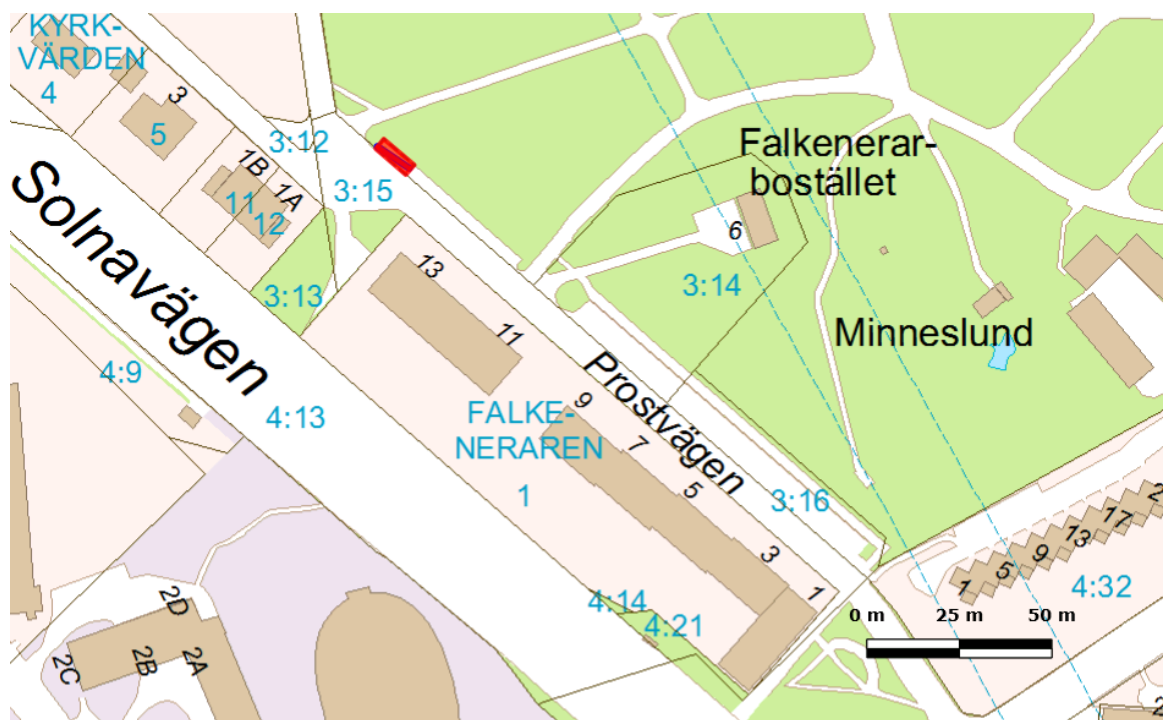 KYRK-
VÄRDEN
4
3
5
3:12
1B
1A
11
12
3:15
3:13
Falkenerar-
bostället
6
3:14
Minneslund
Solnavägen
4:9
4:13
13
11
FALKE-
NERAREN
1
Prostvägen
9
7
5
3
1
3:16
4:14
4:21
2D
2C
2B
2A
1
5
9
13
17
2
4:32
0 m 25 m 50 m
2